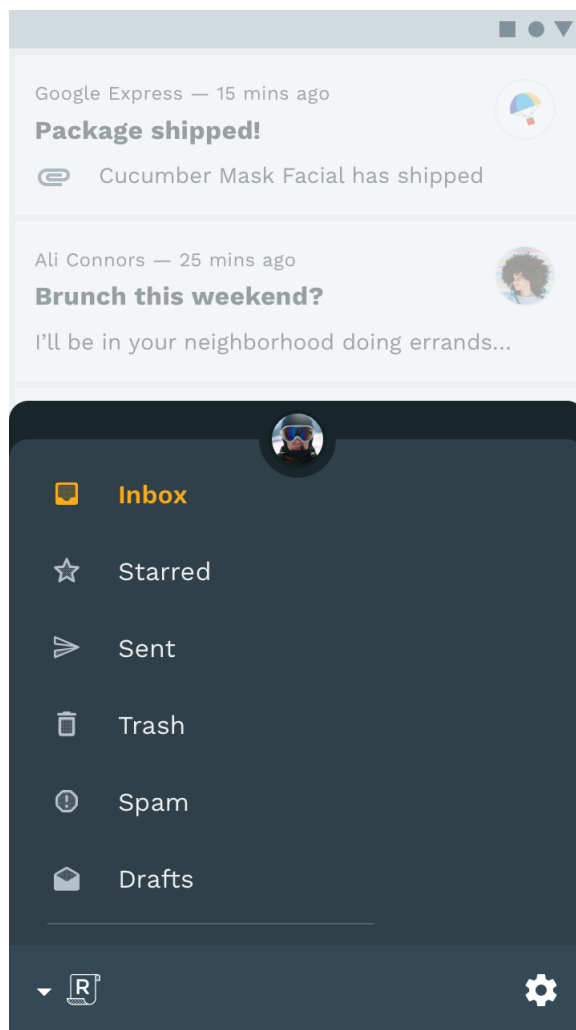 Google Express — 15 mins ago
Package shipped!
Cucumber Mask Facial has shipped
Ali Connors — 25 mins ago
Brunch this weekend?
I’ll be in your neighborhood doing errands...
Inbox
Starred
Sent
Trash
Spam
Drafts
R